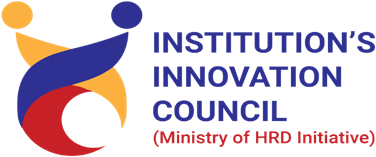 INSTITUTION'S
INNOVATION
COUNCIL
(Ministry of HRD Initiative)